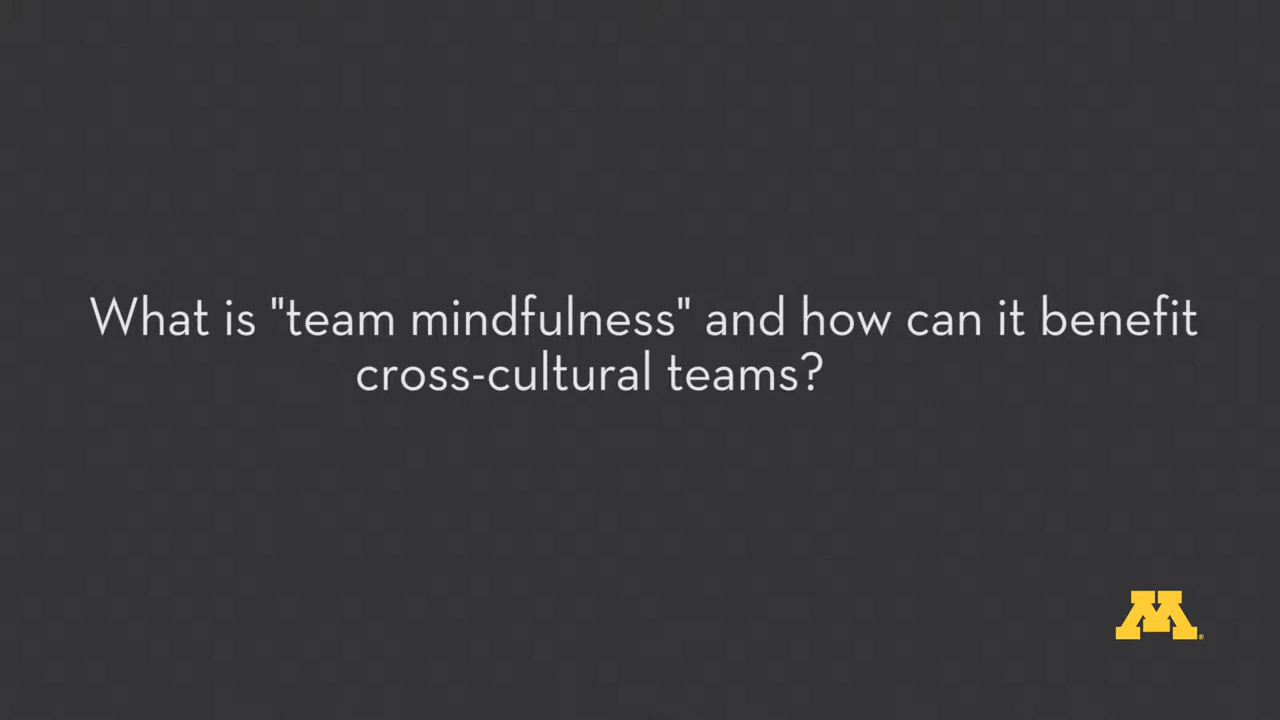 What is "team mindfulness" and how can it benefit
cross-cultural teams?
M